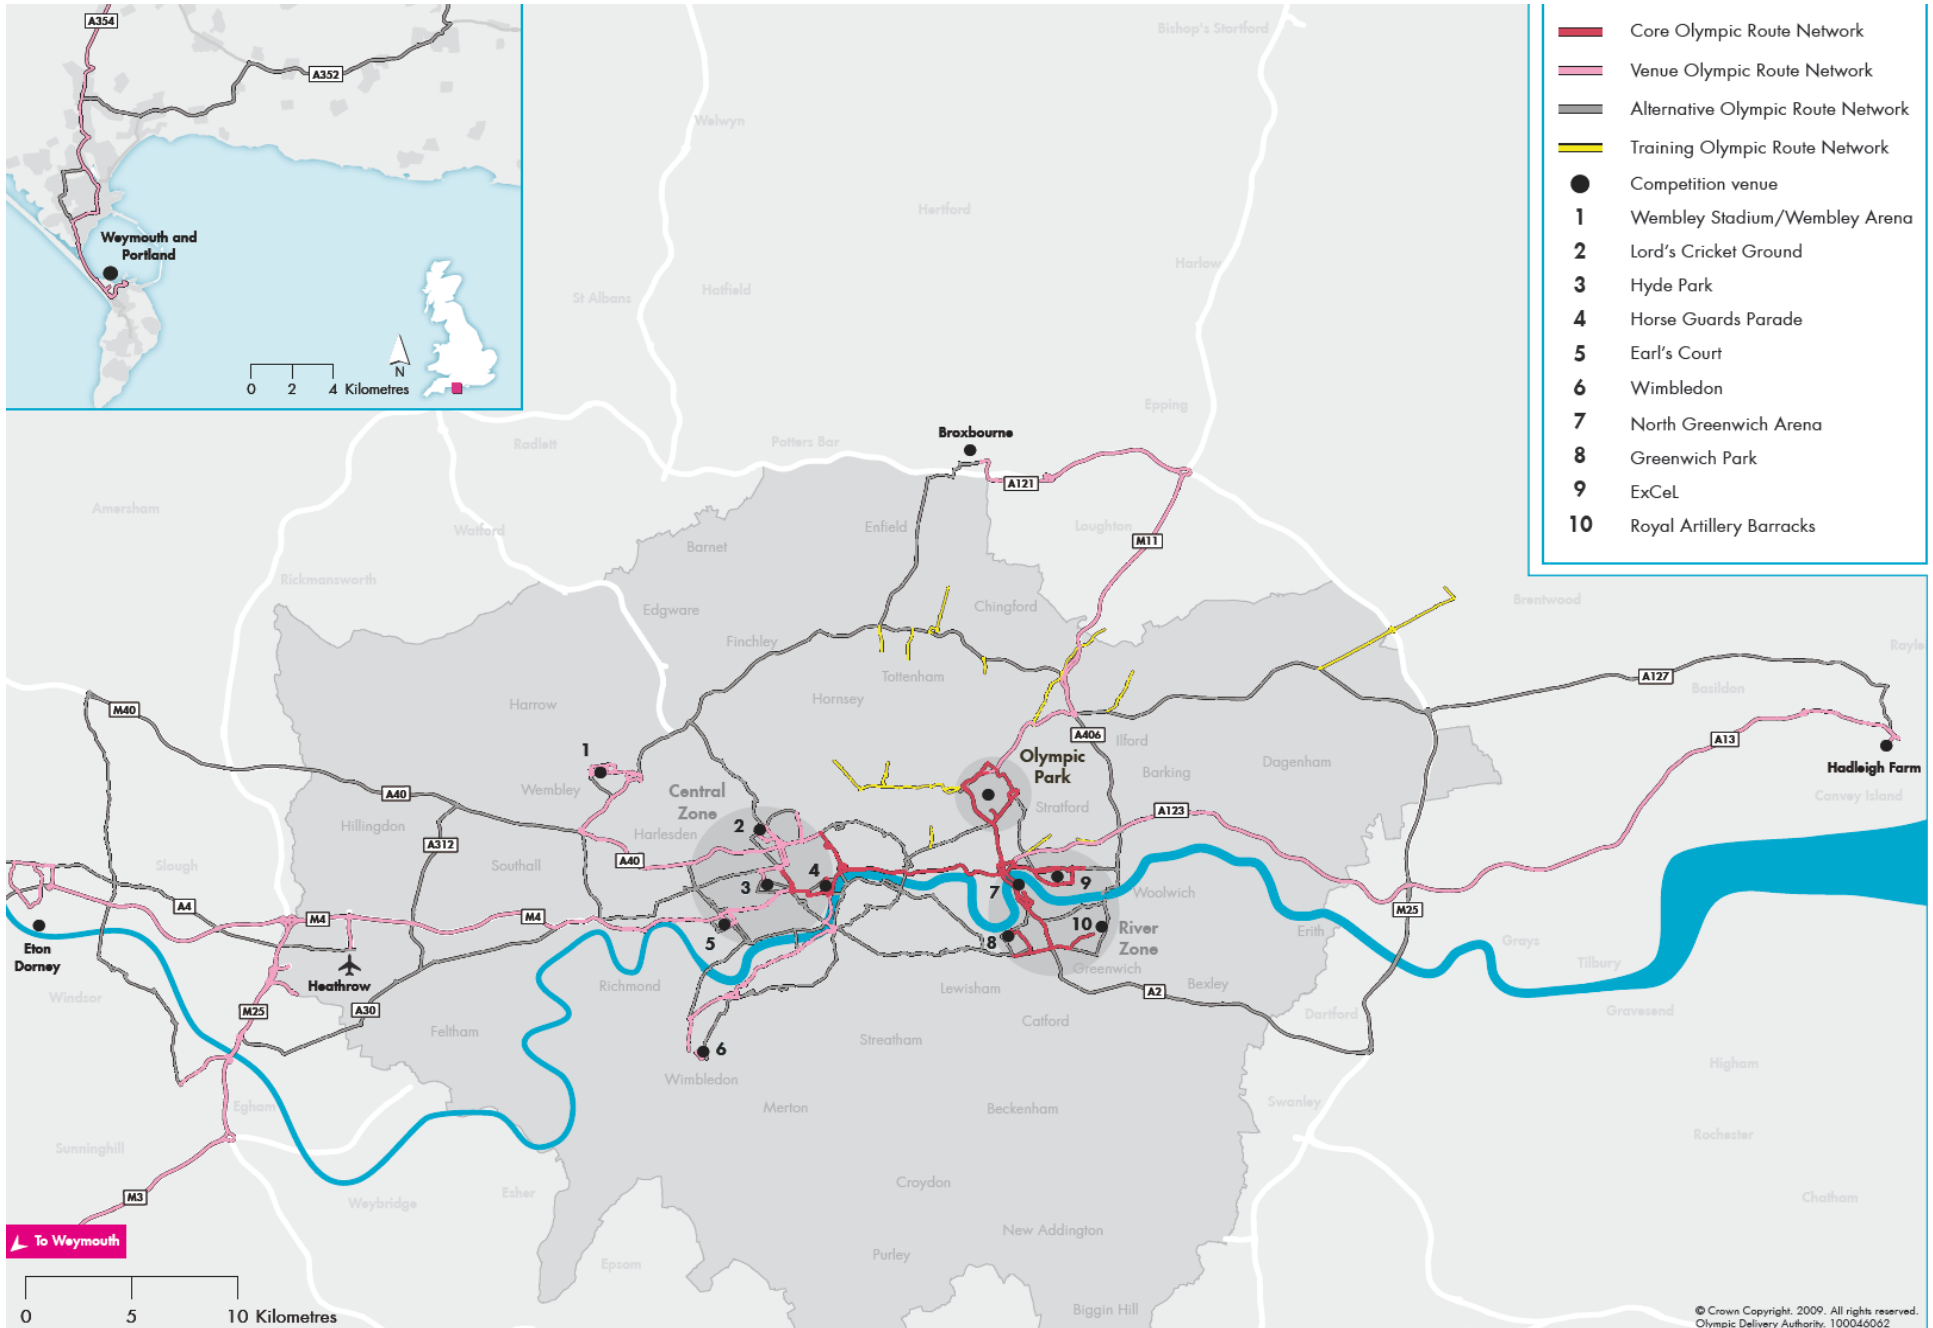 A354
A352
Weymouth and
Portland
N
0 2 4 Kilometres
Core Olympic Route Network
Venue Olympic Route Network
Alternative Olympic Route Network
Training Olympic Route Network
Competition venue
1 Wembley Stadium/Wembley Arena
2 Lord's Cricket Ground
3 Hyde Park
4 Horse Guards Parade
5 Earl's Court
6 Wimbledon
7 North Greenwich Arena
8 Greenwich Park
9 ExCeL
10 Royal Artillery Barracks
Bishop's Stortford
Welwyn
Hertford
Harlow
St Albans
Hatfield
Epping
Radlett
Potters Bar
Broxbourne
A121
Amersham
Watford
Enfield
Loughton
Barnet
M11
Rickmansworth
Edgware
Chingford
Brentwood
Finchley
Rayle
Tottenham
A127
Basildon
Harrow
Hornsey
M40
A406
Ilford
A13
1
Olympic
Park
Dagenham
Hadleigh Farm
Wembley
Central
Zone
Barking
A40
Canvey Island
Stratford
A123
Hillingdon
2
Harlesden
A312
A40
Slough
Southall
3
4
7
9
Woolwich
A4
M4
M4
M25
10
River
Zone
Eton
Dorney
5
8
Erith
Grays
Heathrow
Richmond
Greenwich
Tilbury
Windsor
Lewisham
A2
Bexley
M25
A30
Feltham
Catford
Dartford
Gravesend
Streatham
6
Wimbledon
Higham
Egham
Merton
Beckenham
Swanley
Sunninghill
Rochester
M3
Weybridge
Esher
Croydon
Chatham
To Weymouth
New Addington
Purley
Epsom
0 5 10 Kilometres
Biggin Hill
© Crown Copyright. 2009. All rights reserved.
Olympic Delivery Authority. 100046062